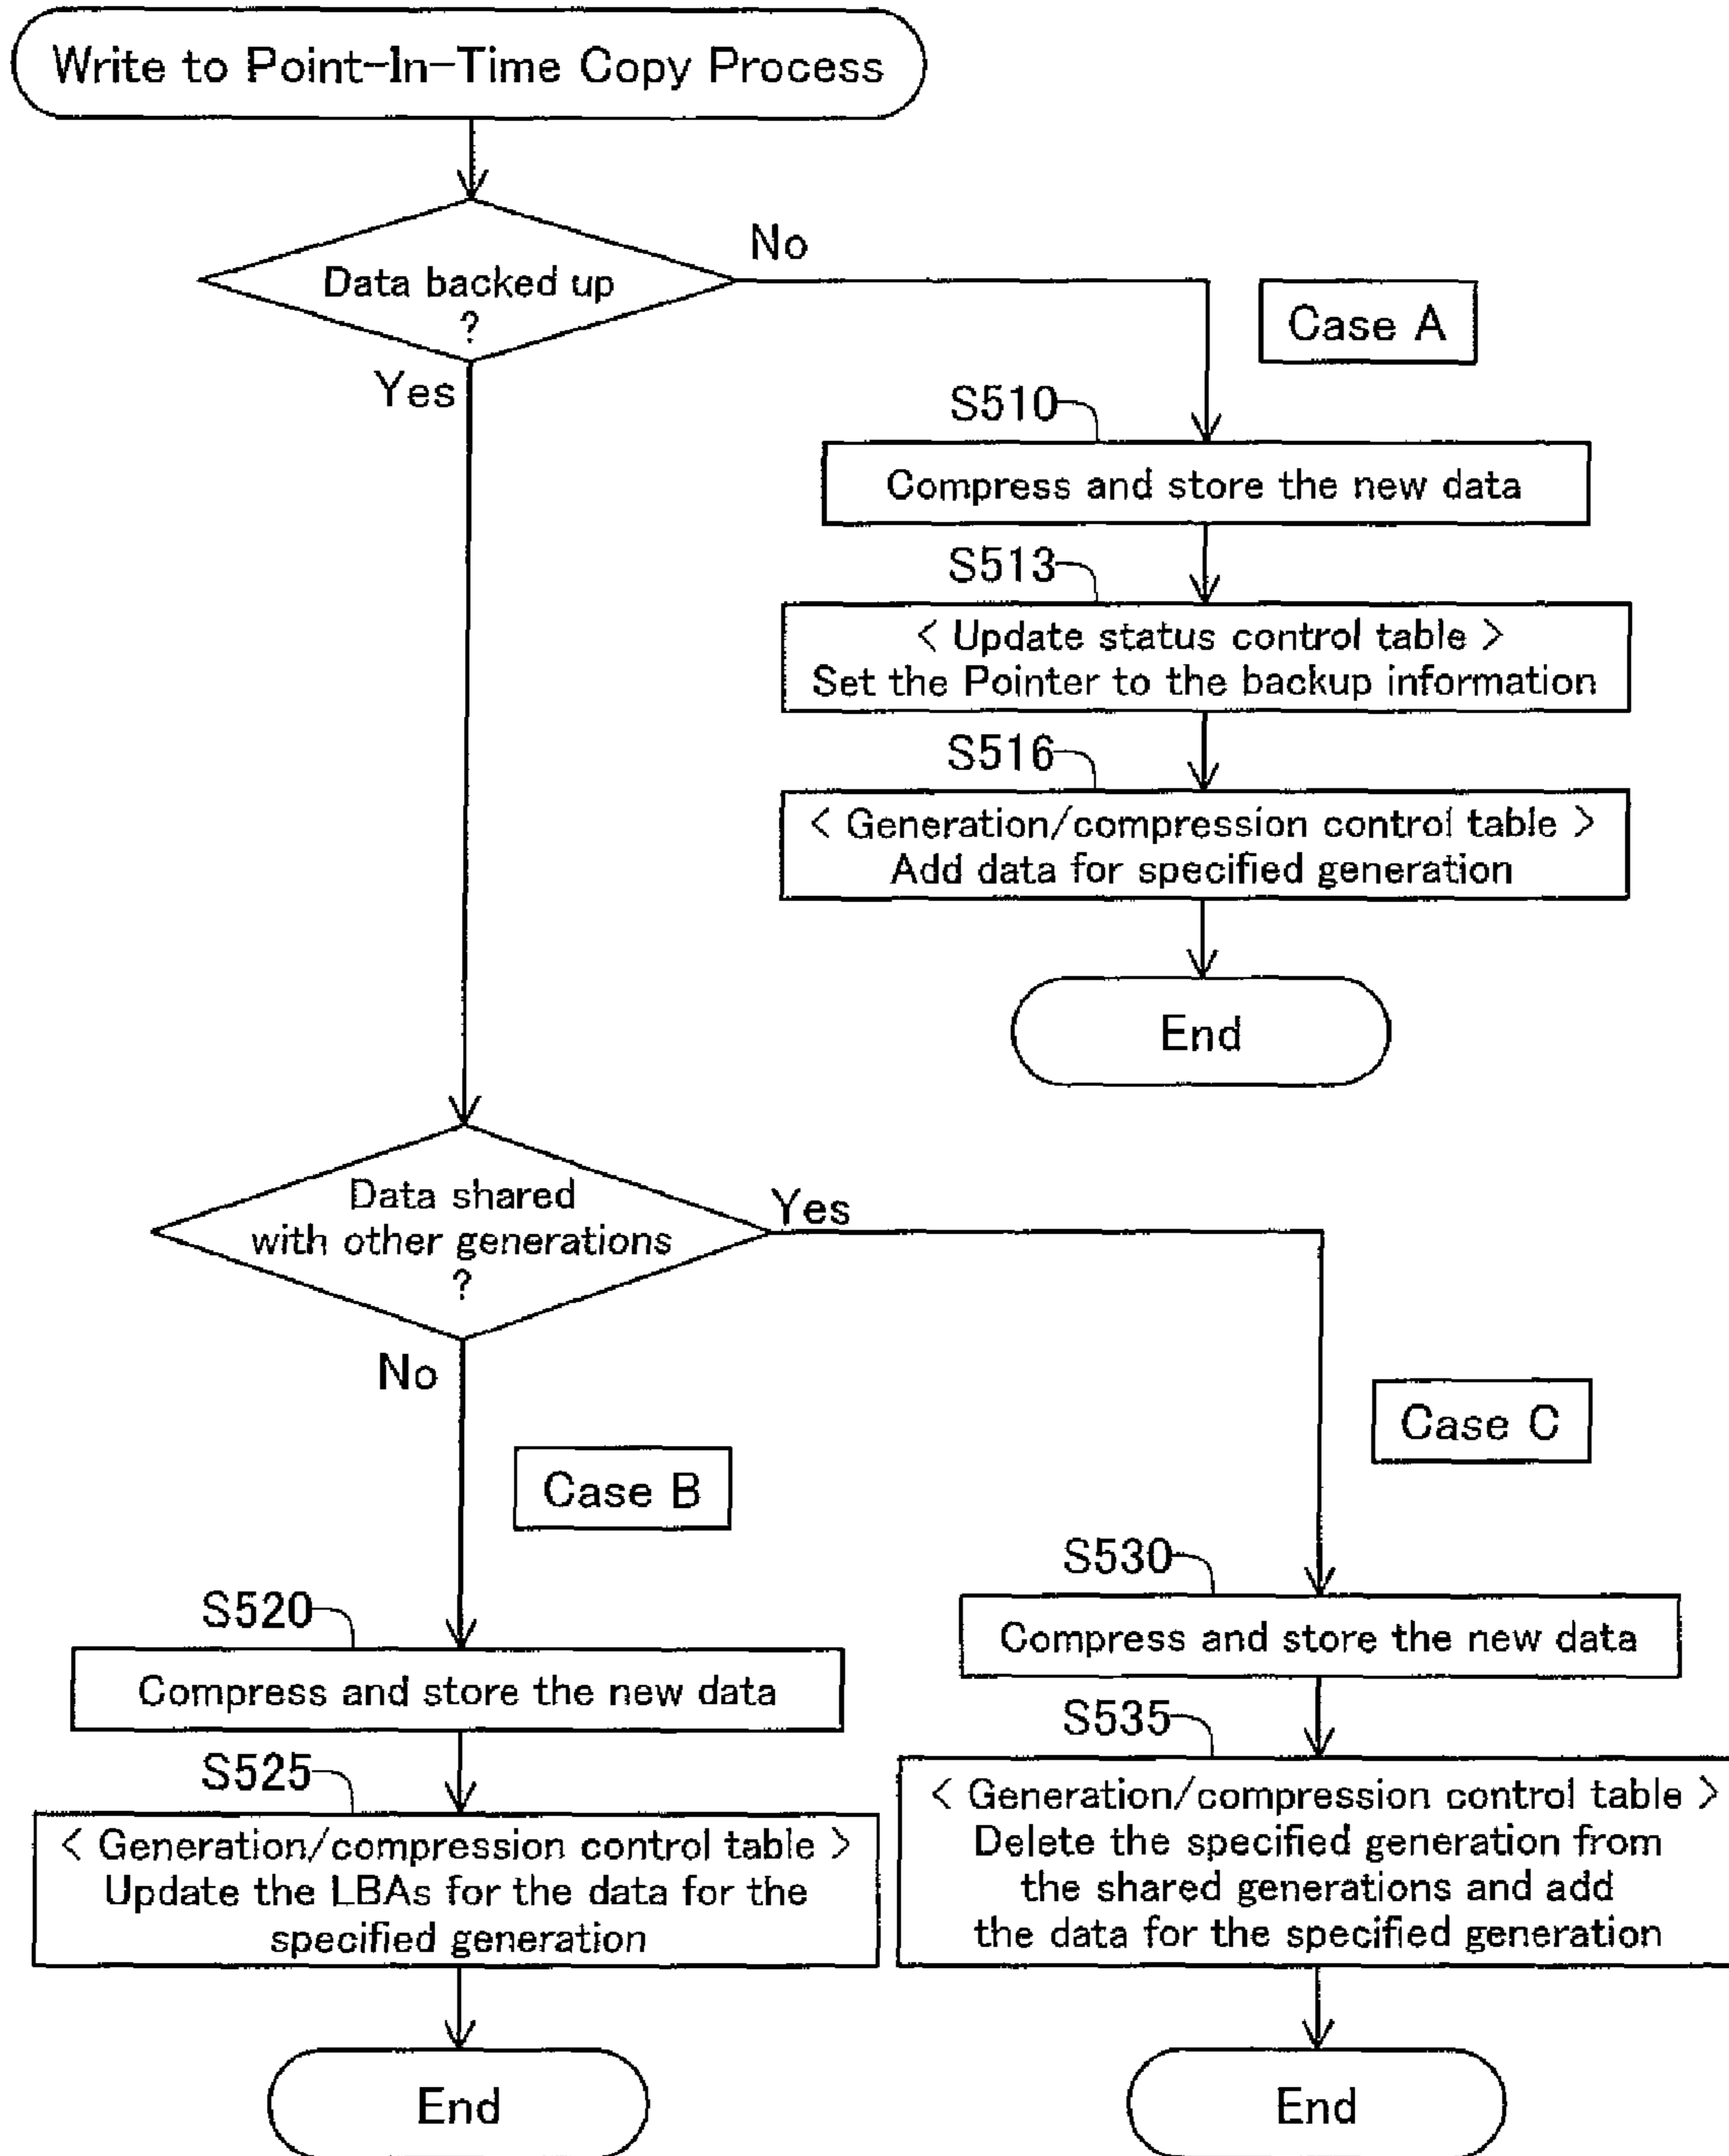 Write to Point-In-Time Copy Process
Data backed up
?
No
Yes
Case A
S510
Compress and store the new data
S513
< Update status control table >
Set the Pointer to the backup information
S516
< Generation/compression control table >
Add data for specified generation
End
Data shared
with other generations
?
Yes
No
Case B
Case C
S520
Compress and store the new data
S525
< Generation/compression control table >
Update the LBAs for the data for the
specified generation
End
S530
Compress and store the new data
S535
< Generation/compression control table >
Delete the specified generation from
the shared generations and add
the data for the specified generation
End